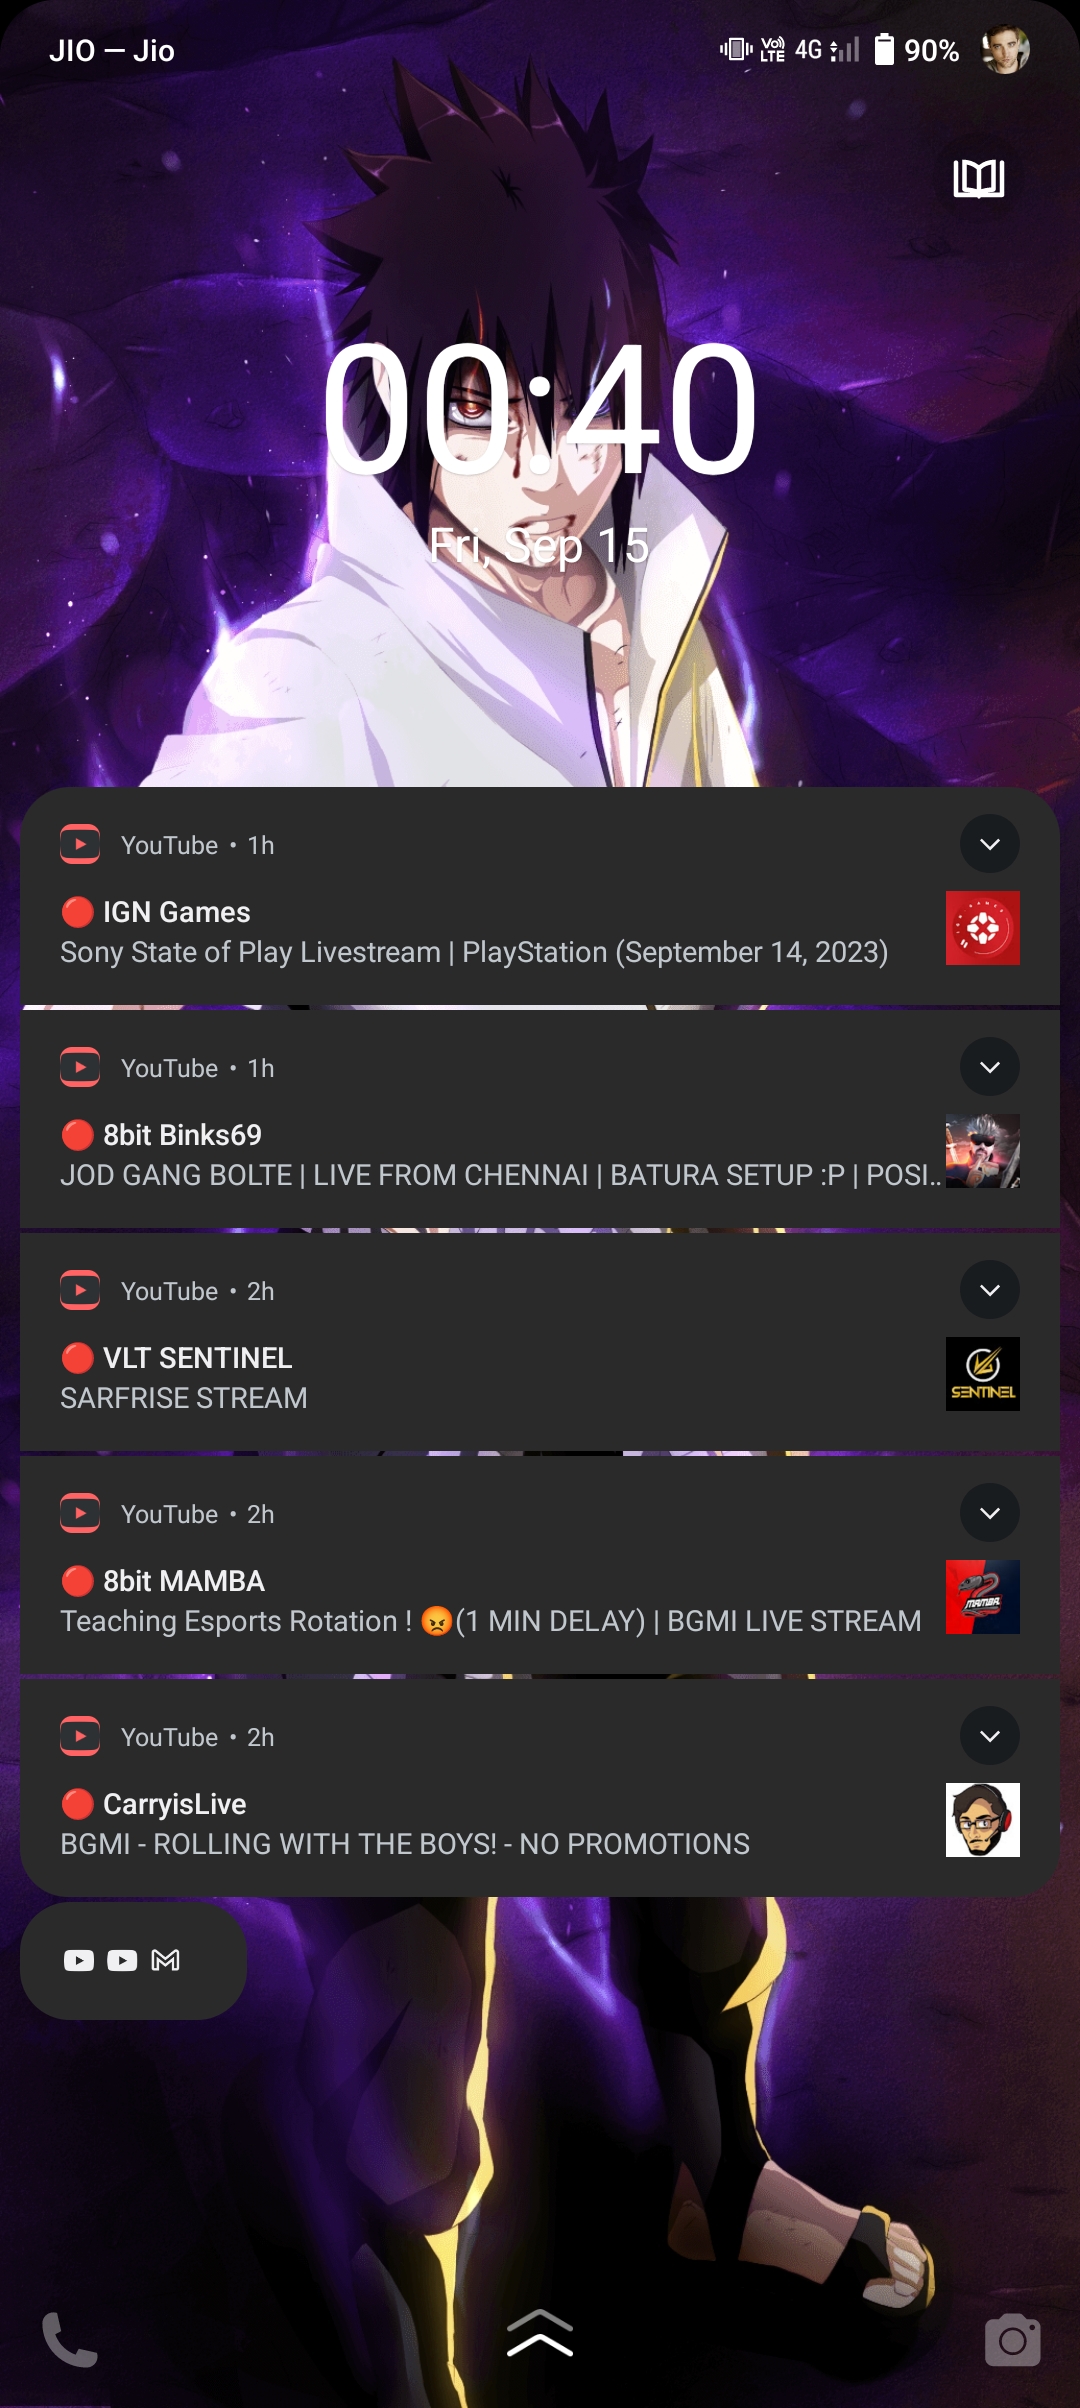 JIO — Jio
VoLTE 4G 90%
00:40
Fri, Sep 15
YouTube • 1h
🔴 IGN Games
Sony State of Play Livestream | PlayStation (September 14, 2023)
YouTube • 1h
🔴 8bit Binks69
JOD GANG BOLTE | LIVE FROM CHENNAI | BATURA SETUP :P | POSI..
YouTube • 2h
🔴 VLT SENTINEL
SARFRISE STREAM
SENTINEL
YouTube • 2h
🔴 8bit MAMBA
Teaching Esports Rotation ! 😡(1 MIN DELAY) | BGMI LIVE STREAM
MAMBA
YouTube • 2h
🔴 CarryisLive
BGMI - ROLLING WITH THE BOYS! - NO PROMOTIONS